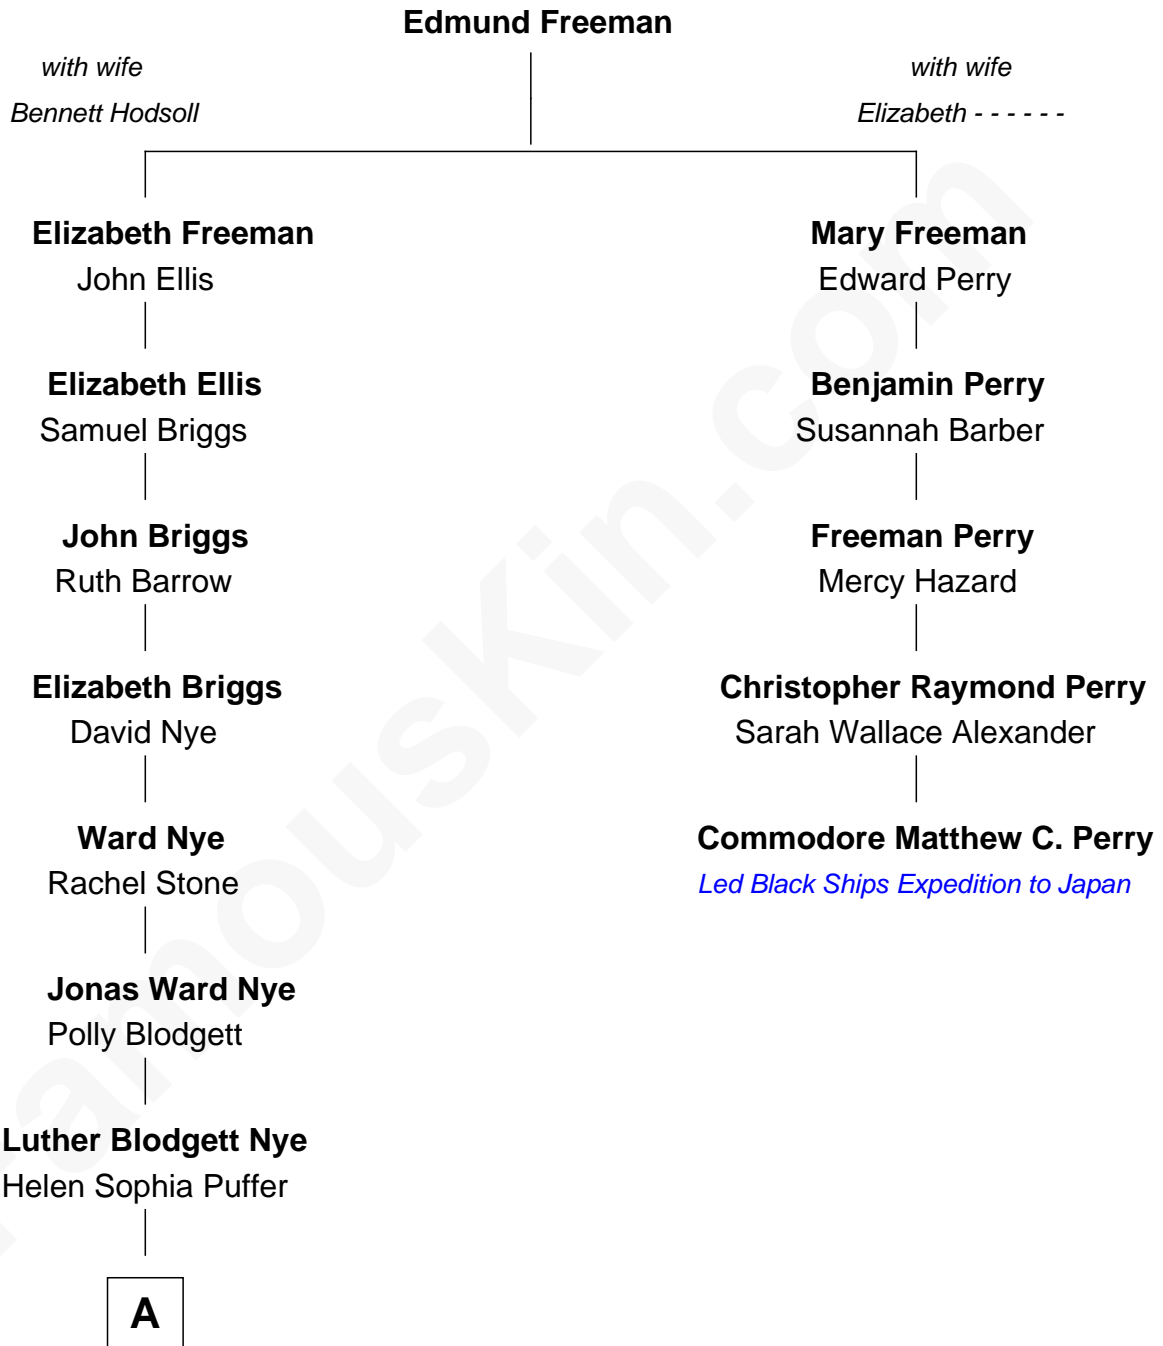 Edmund Freeman
with wife
Bennett Hodsoll
with wife
Elizabeth - - - - - -
Elizabeth Freeman
John Ellis
Mary Freeman
Edward Perry
Elizabeth Ellis
Samuel Briggs
Benjamin Perry
Susannah Barber
John Briggs
Ruth Barrow
Freeman Perry
Mercy Hazard
Elizabeth Briggs
David Nye
Christopher Raymond Perry
Sarah Wallace Alexander
Ward Nye
Rachel Stone
Commodore Matthew C. Perry
Led Black Ships Expedition to Japan
Jonas Ward Nye
Polly Blodgett
Luther Blodgett Nye
Helen Sophia Puffer
A
FamousKin.com